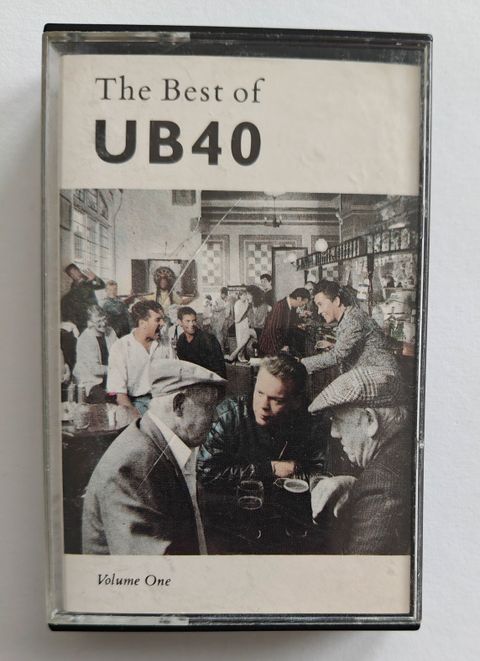 The Best of
UB40
Volume One